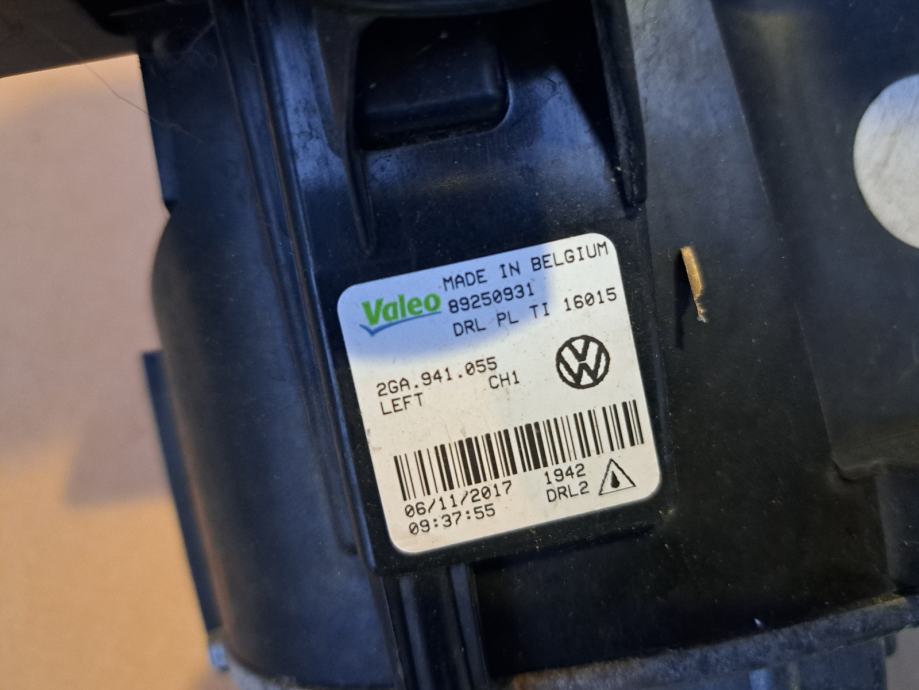 MADE IN BELGIUM
Valeo 89250931
DRL PL TI 16015
2GA.941.055
LEFT CH1
VW
06/11/2017 1942
09:37:55 DRL2